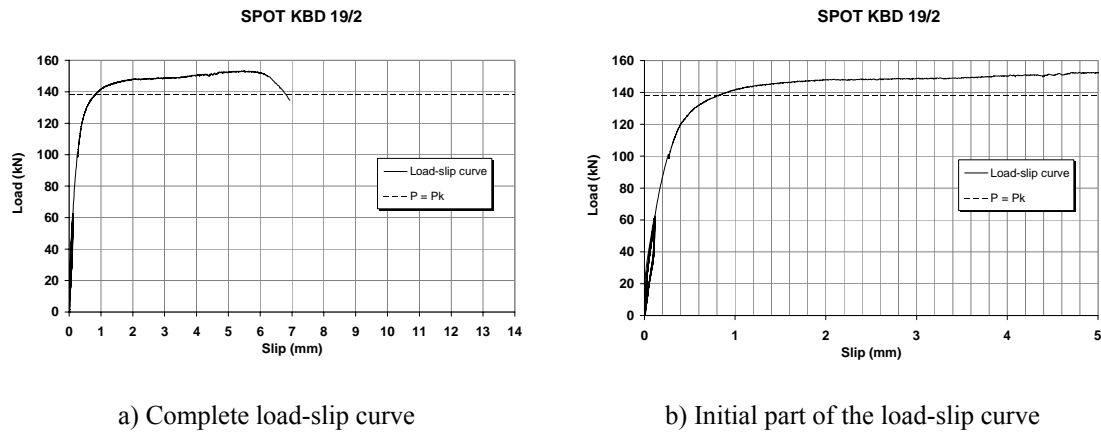 SPOT KBD 19/2
160
140
120
100
80
60
40
20
0
Load (kN)
0 1 2 3 4 5 6 7 8 9 10 11 12 13 14
Slip (mm)
Load-slip curve
P = Pk
a) Complete load-slip curve
SPOT KBD 19/2
160
140
120
100
80
60
40
20
0
Load (kN)
0 1 2 3 4 5
Slip (mm)
Load-slip curve
P = Pk
b) Initial part of the load-slip curve